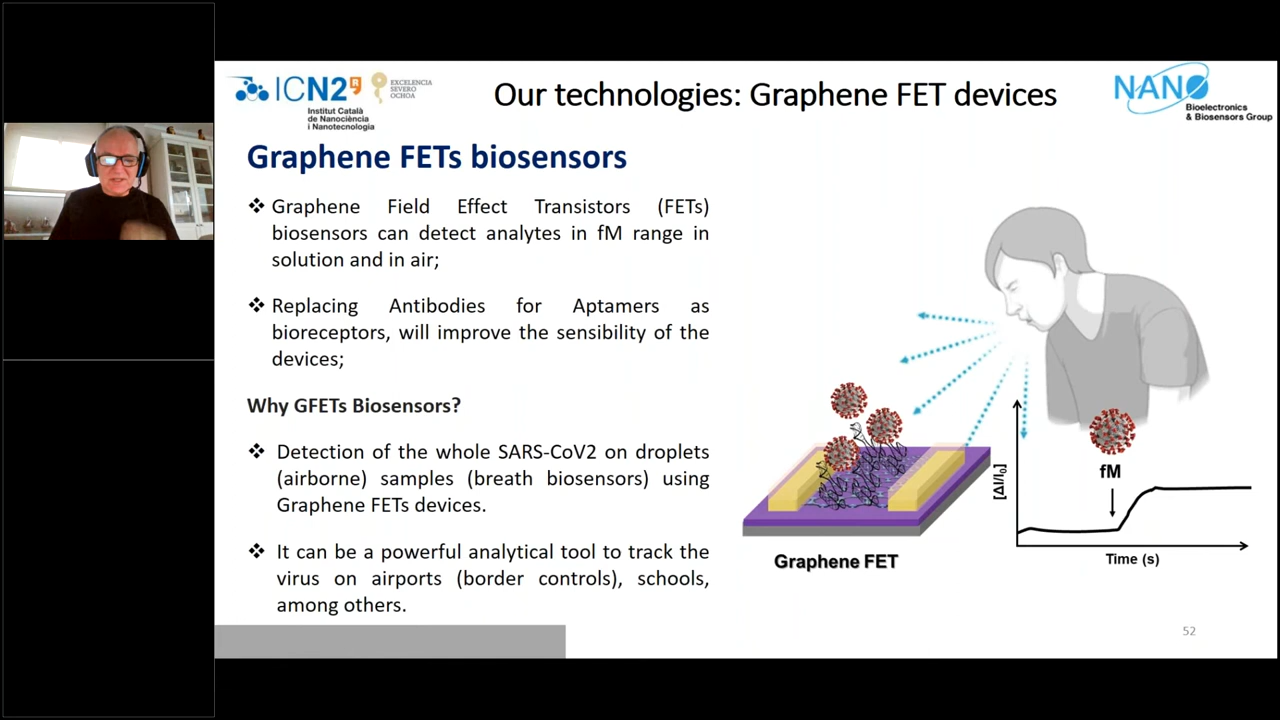 ICN2
Institut Català
de Nanociència
i Nanotecnologia
EXCELENCIA
SEVERO
OCHOA
Our technologies: Graphene FET devices
NANO
Bioelectronics
& Biosensors Group
Graphene FETs biosensors
❖ Graphene Field Effect Transistors (FETs)
biosensors can detect analytes in fM range in
solution and in air;
❖ Replacing Antibodies for Aptamers as
bioreceptors, will improve the sensibility of the
devices;
Why GFETs Biosensors?
❖ Detection of the whole SARS-CoV2 on droplets
(airborne) samples (breath biosensors) using
Graphene FETs devices.
❖ It can be a powerful analytical tool to track the
virus on airports (border controls), schools,
among others.
Graphene FET
[ΔI/I₀]
fM
Time (s)
52